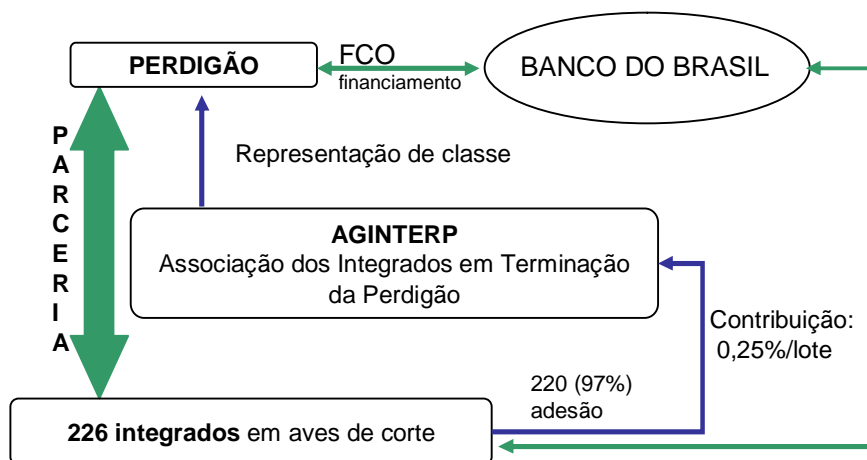 PERDIGÃO
FCO
financiamento
BANCO DO BRASIL
PARCERIA
Representação de classe
AGINTERP
Associação dos Integrados em Terminação
da Perdigão
Contribuição:
0,25%/lote
220 (97%)
adesão
226 integrados em aves de corte